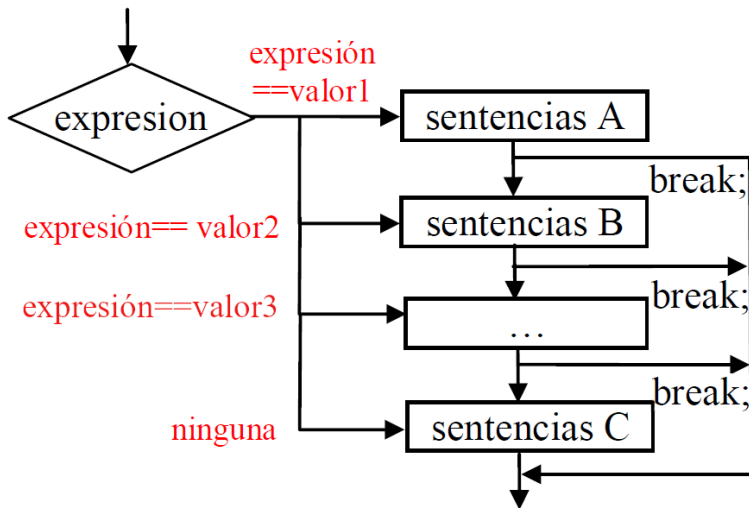 expresión
==valor1
expresion
sentencias A
break;
expresión== valor2
sentencias B
expresión==valor3
break;
...
break;
ninguna
sentencias C